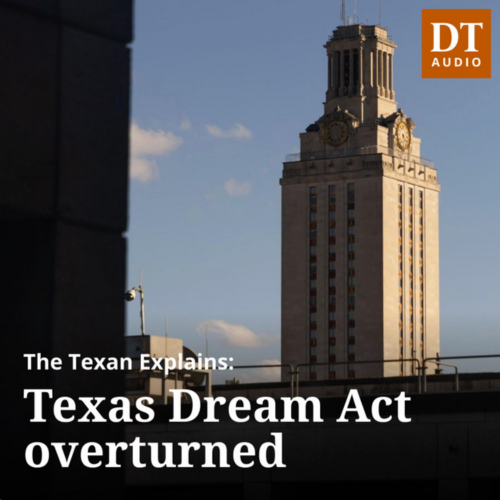 DT
AUDIO
The Texan Explains:
Texas Dream Act
overturned